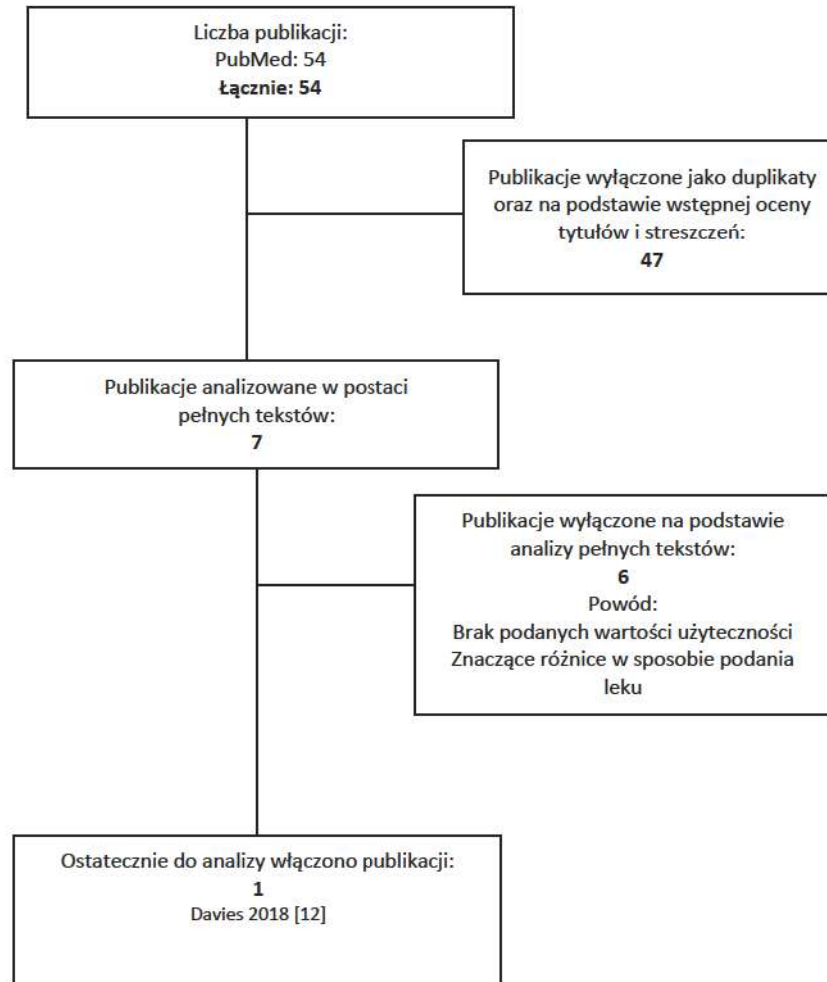 Liczba publikacji:
PubMed: 54
Łącznie: 54
Publikacje wyłączone jako duplikaty
oraz na podstawie wstępnej oceny
tytułów i streszczeń:
47
Publikacje analizowane w postaci
pełnych tekstów:
7
Publikacje wyłączone na podstawie
analizy pełnych tekstów:
6
Powód:
Brak podanych wartości użyteczności
Znaczące różnice w sposobie podania
leku
Ostatecznie do analizy włączono publikacji:
1
Davies 2018 [12]